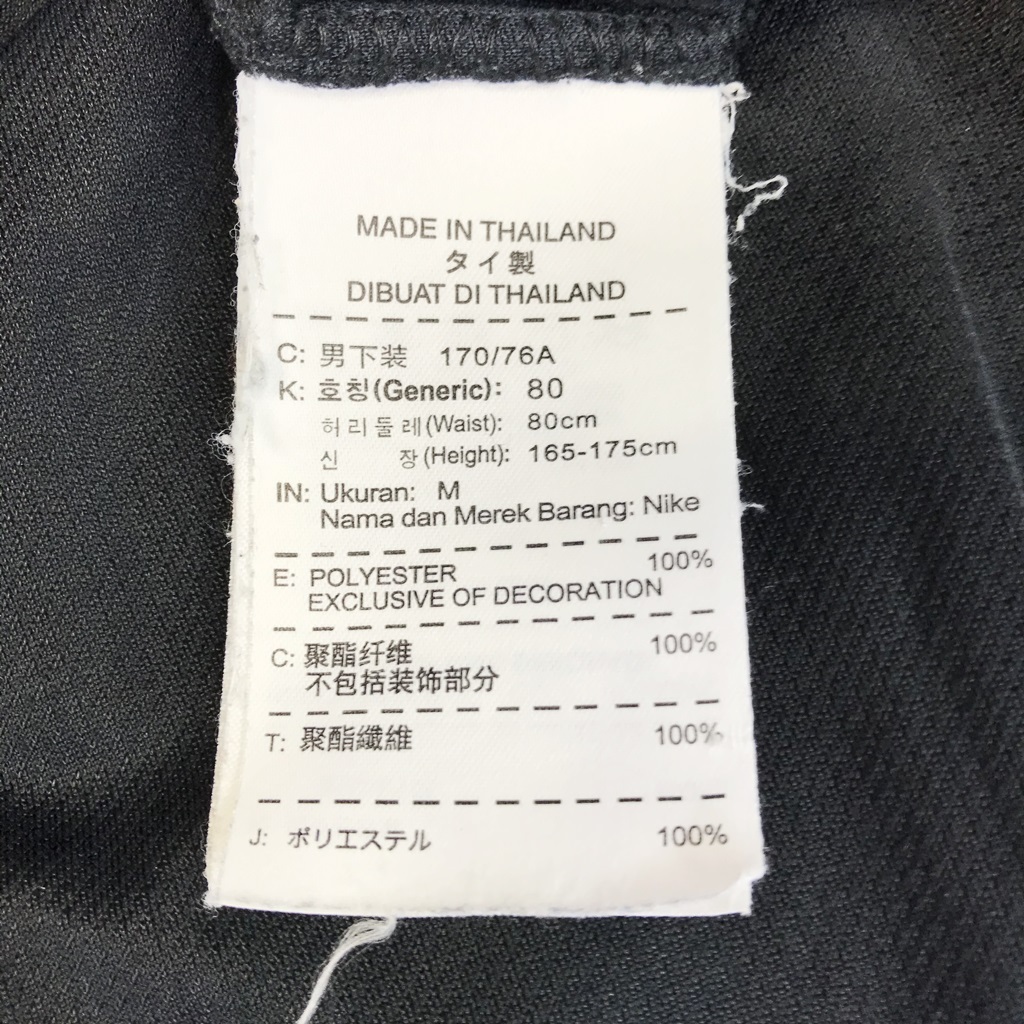 MADE IN THAILAND
タイ製
DIBUAT DI THAILAND
C: 男下装 170/76A
K: 호칭(Generic): 80
허리둘레(Waist): 80cm
신 장(Height): 165-175cm
IN: Ukuran: M
Nama dan Merek Barang: Nike
E: POLYESTER 100%
EXCLUSIVE OF DECORATION
C: 聚酯纤维 100%
不包括装饰部分
T: 聚酯纖維 100%
J: ポリエステル 100%